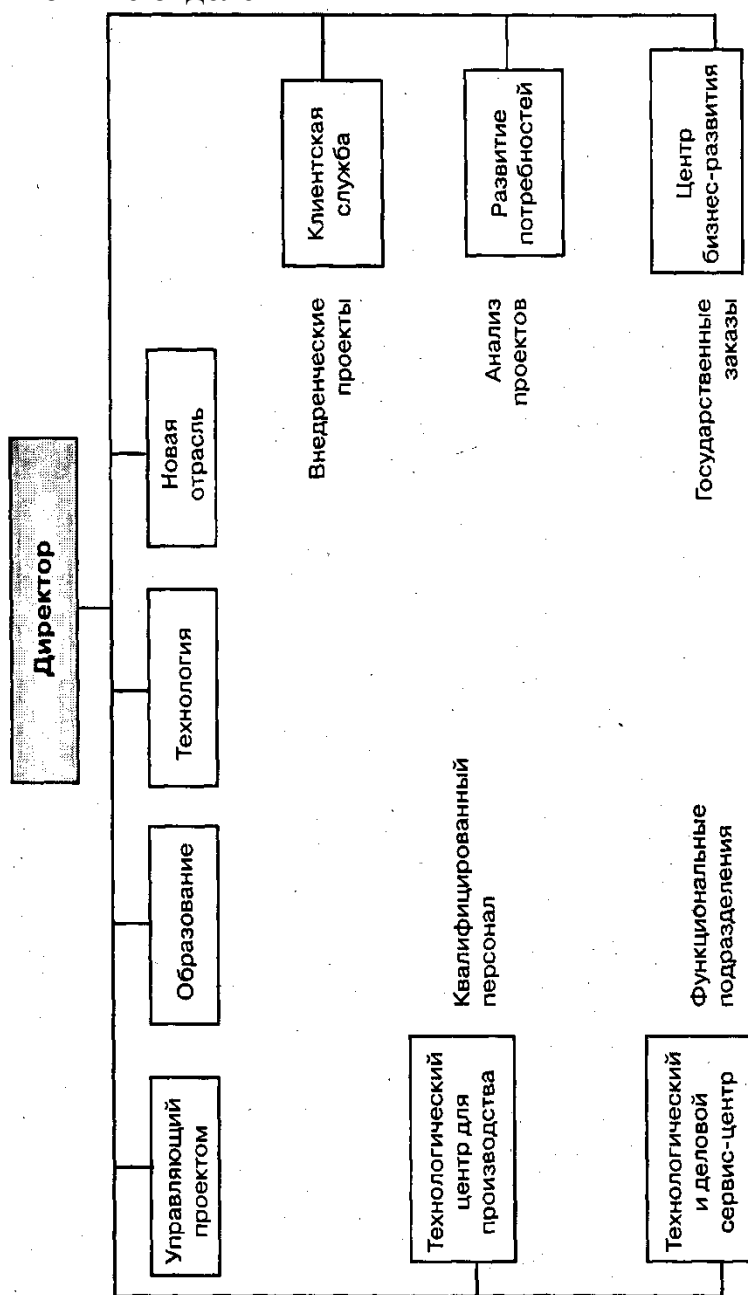 Директор
Управляющий
проектом
Образование
Технология
Новая
отрасль
Клиентская
служба
Внедренческие
проекты
Технологический
центр для
производства
Квалифицированный
персонал
Анализ
проектов
Развитие
потребностей
Технологический
и деловой
сервис-центр
Функциональные
подразделения
Государственные
заказы
Центр
бизнес-развития